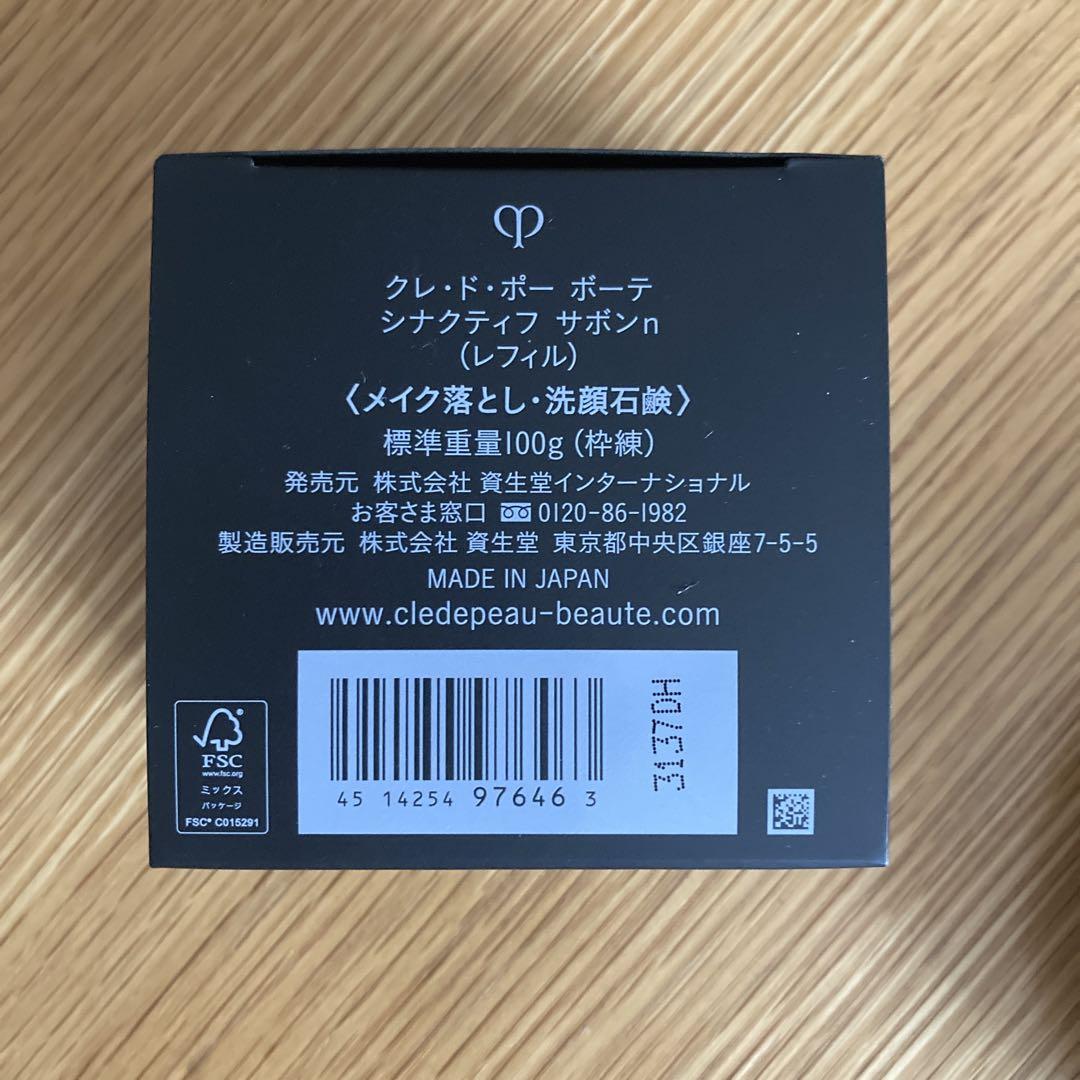 クレ・ド・ポー ボーテ
シナクティフ サボンn
(レフィル)
〈メイク落とし・洗顔石鹸〉
標準重量100g (枠練)
発売元 株式会社 資生堂インターナショナル
お客さま窓口 0120-86-1982
製造販売元 株式会社 資生堂 東京都中央区銀座7-5-5
MADE IN JAPAN
www.cledepeau-beaute.com
FSC
www.fsc.org
ミックス
パッケージ
FSC® C015291
45 14254 97646 3
3137DH